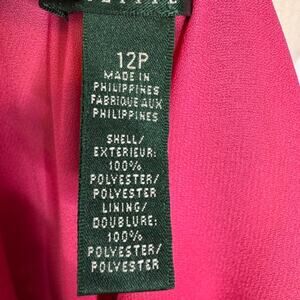 12P
MADE IN
PHILIPPINES
FABRIQUE AUX
PHILIPPINES
SHELL/
EXTERIEUR:
100%
POLYESTER/
POLYESTER
LINING/
DOUBLURE:
100%
POLYESTER/
POLYESTER